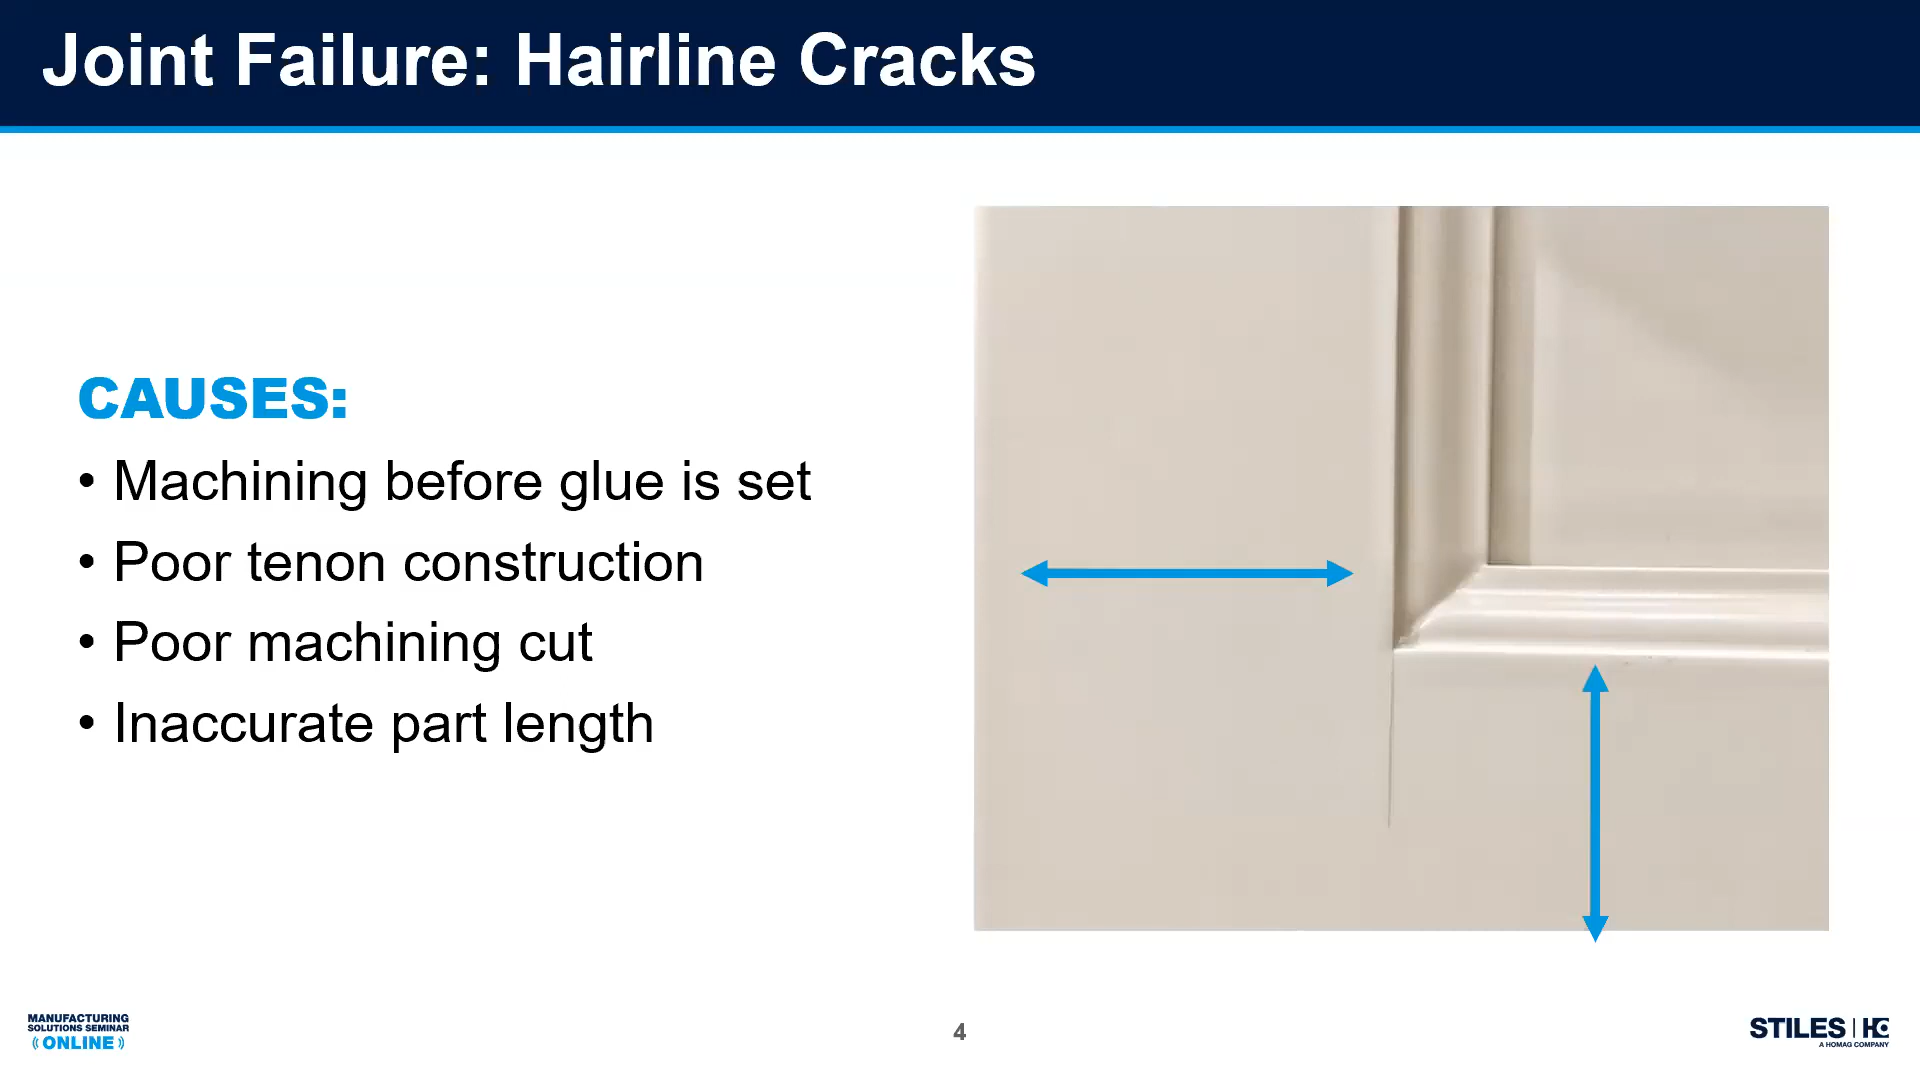 Joint Failure: Hairline Cracks
CAUSES:
• Machining before glue is set
• Poor tenon construction
• Poor machining cut
• Inaccurate part length
MANUFACTURING
SOLUTIONS SEMINAR
ONLINE
4
STILES | HC
A HOMAG COMPANY